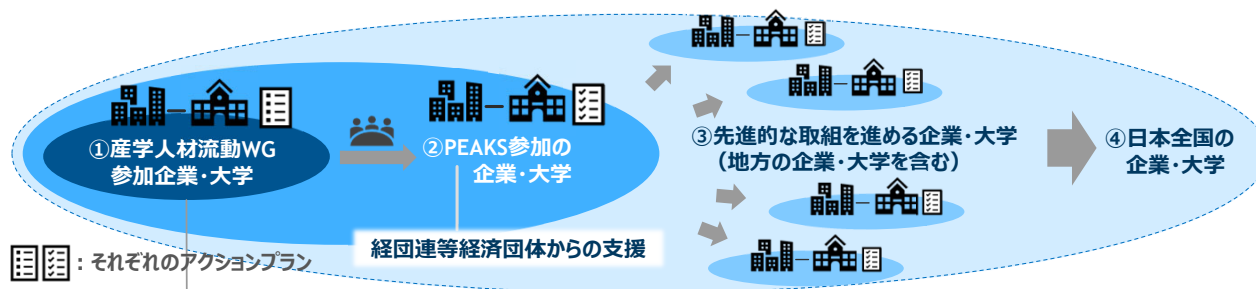 ①産学人材流動WG
参加企業・大学
②PEAKS参加の
企業・大学
経団連等経済団体からの支援
③先進的な取組を進める企業・大学
（地方の企業・大学を含む）
④日本全国の
企業・大学
：それぞれのアクションプラン